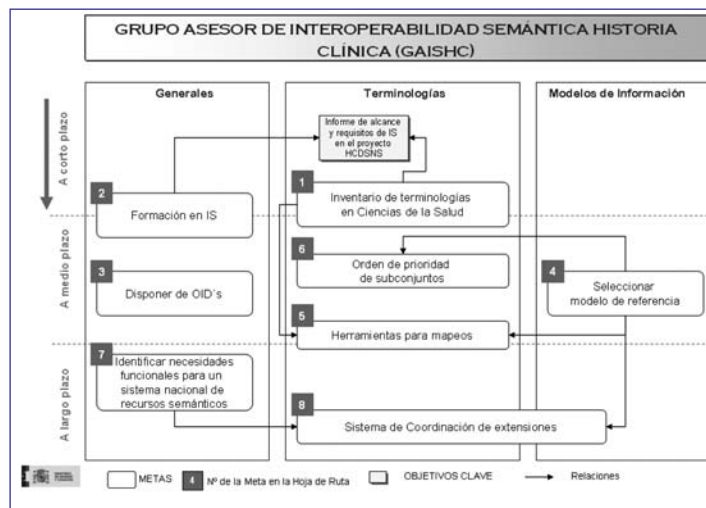 GRUPO ASESOR DE INTEROPERABILIDAD SEMÁNTICA HISTORIA
CLÍNICA (GAISHC)
Generales
Terminologías
Modelos de Información
A corto plazo
Informe de alcance
y requisitos de IS
en el proyecto
HCDSNS
2
Formación en IS
1
Inventario de terminologías
en Ciencias de la Salud
A medio plazo
6
Orden de prioridad
de subconjuntos
3
Disponer de OID´s
4
Seleccionar
modelo de referencia
5
Herramientas para mapeos
A largo plazo
7
Identificar necesidades
funcionales para un
sistema nacional de
recursos semánticos
8
Sistema de Coordinación de extensiones
METAS
4
Nº de la Meta en la Hoja de Ruta
OBJETIVOS CLAVE
Relaciones